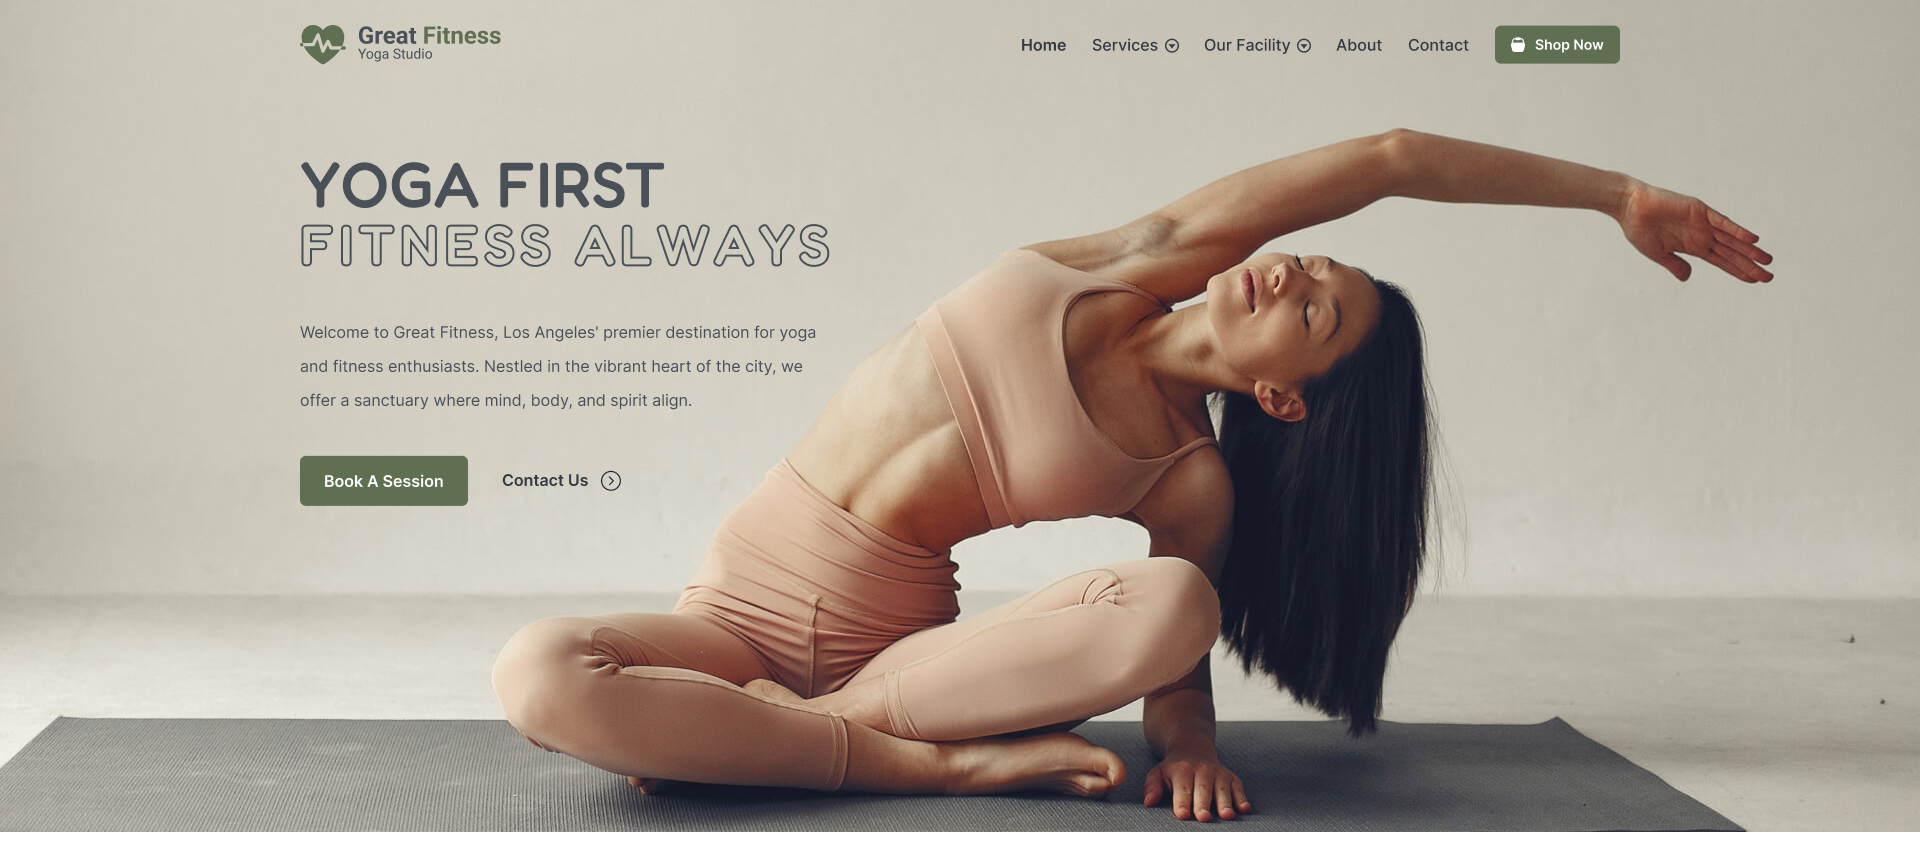 Great Fitness
Yoga Studio
Home
Services
Our Facility
About
Contact
Shop Now
YOGA FIRST
FITNESS ALWAYS
Welcome to Great Fitness, Los Angeles' premier destination for yoga
and fitness enthusiasts. Nestled in the vibrant heart of the city, we
offer a sanctuary where mind, body, and spirit align.
Book A Session
Contact Us